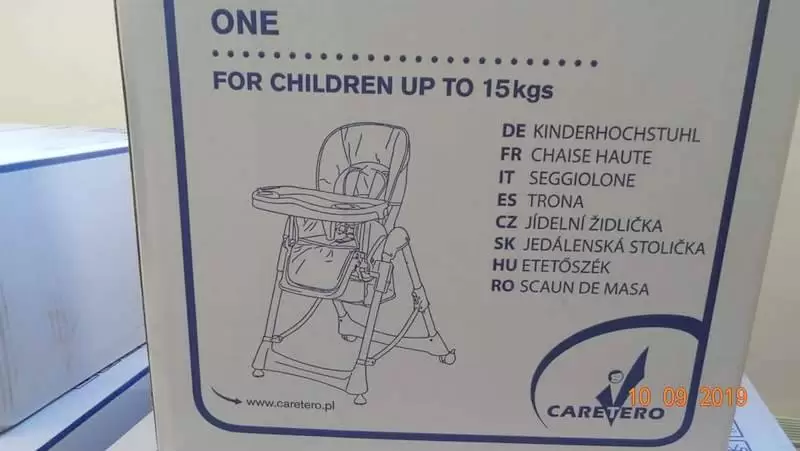 ONE
FOR CHILDREN UP TO 15kgs
DE KINDERHOCHSTUHL
FR CHAISE HAUTE
IT SEGGIOLONE
ES TRONA
CZ JÍDELNÍ ŽIDLIČKA
SK JEDÁLENSKÁ STOLIČKA
HU ETETŐSZÉK
RO SCAUN DE MASA
www.caretero.pl
CARETERO
10 09 2019